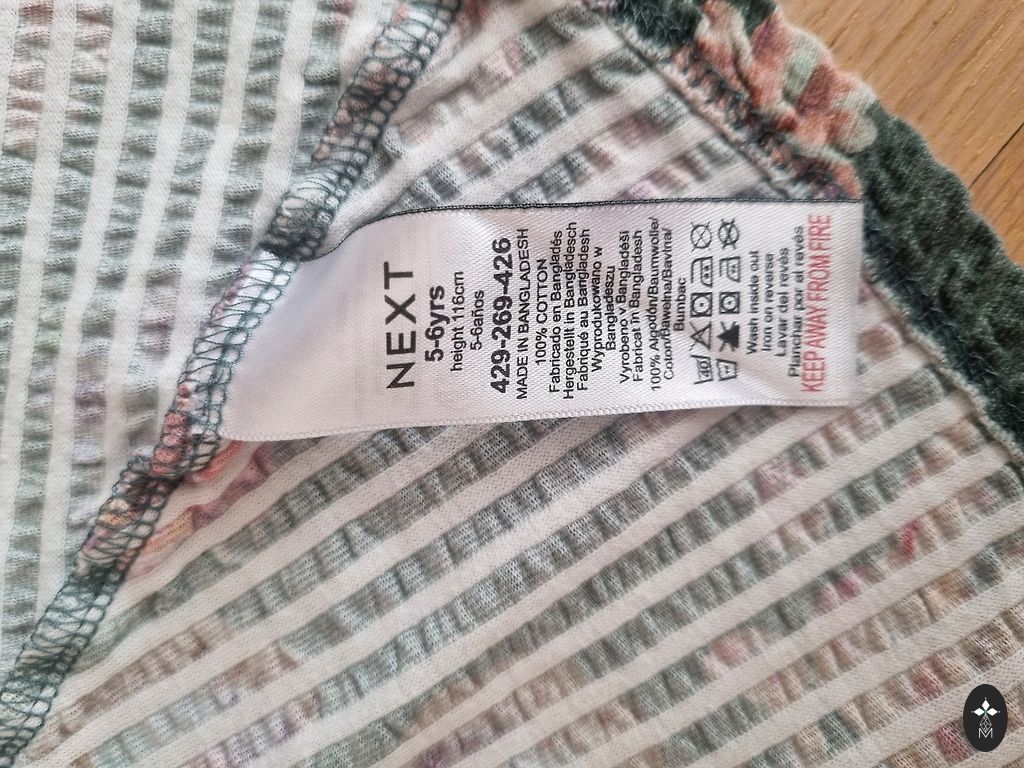 NEXT
5-6yrs
height 116cm
5-6años
429-269-426
MADE IN BANGLADESH
100% COTTON
Fabricado en Bangladés
Hergestellt in Bangladesch
Fabriqué au Bangladesh
Wyprodukowano w
Bangladeszu
Vyrobeno v Bangladéši
Fabricat în Bangladesh
100% Algodón/Baumwolle/
Coton/Bawełna/Bavlna/
Bumbac
40
Wash inside out
Iron on reverse
Lavar del revés
Planchar por el revés
KEEP AWAY FROM FIRE
M